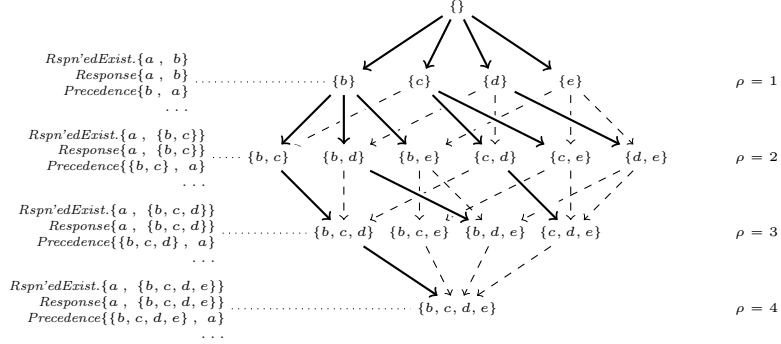 {}
Rspn'edExist.{a , b}
Response{a , b}
Precedence{b , a}
. . .
{b} {c} {d} {e} ρ = 1
Rspn'edExist.{a , {b, c}}
Response{a , {b, c}}
Precedence{{b, c} , a}
. . .
{b, c} {b, d} {b, e} {c, d} {c, e} {d, e} ρ = 2
Rspn'edExist.{a , {b, c, d}}
Response{a , {b, c, d}}
Precedence{{b, c, d} , a}
. . .
{b, c, d} {b, c, e} {b, d, e} {c, d, e} ρ = 3
Rspn'edExist.{a , {b, c, d, e}}
Response{a , {b, c, d, e}}
Precedence{{b, c, d, e} , a}
. . .
{b, c, d, e} ρ = 4